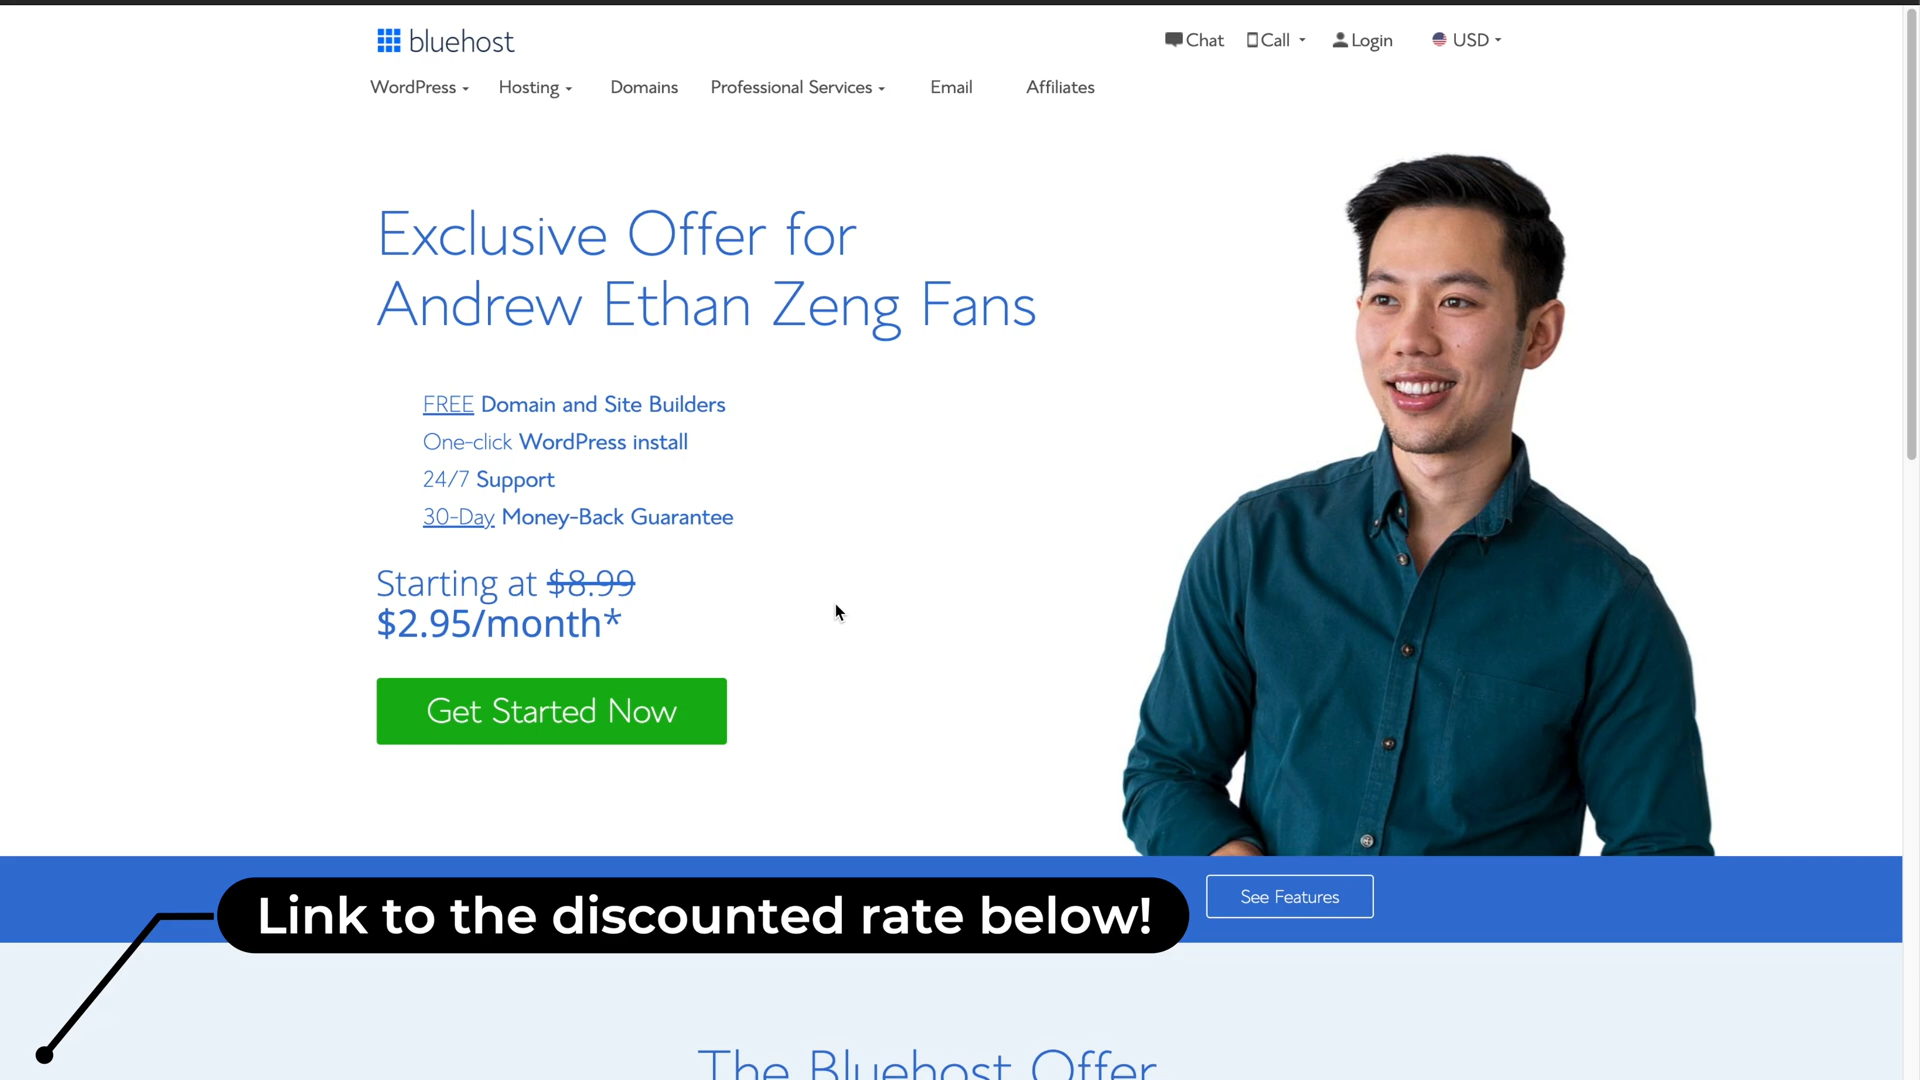 bluehost
Chat
Call
Login
USD
WordPress
Hosting
Domains
Professional Services
Email
Affiliates
Exclusive Offer for
Andrew Ethan Zeng Fans
FREE Domain and Site Builders
One-click WordPress install
24/7 Support
30-Day Money-Back Guarantee
Starting at $8.99
$2.95/month*
Get Started Now
See Features
Link to the discounted rate below!
The Bluehost Offer